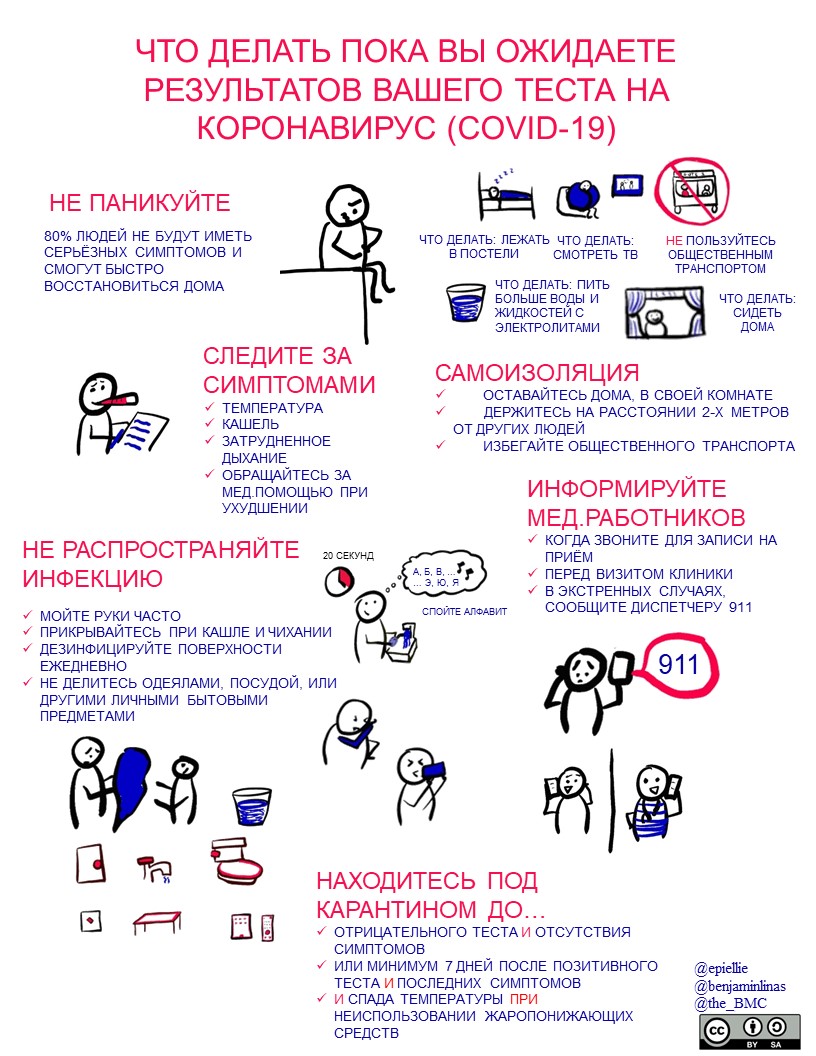 ЧТО ДЕЛАТЬ ПОКА ВЫ ОЖИДАЕТЕ
РЕЗУЛЬТАТОВ ВАШЕГО ТЕСТА НА
КОРОНАВИРУС (COVID-19)
НЕ ПАНИКУЙТЕ
80% ЛЮДЕЙ НЕ БУДУТ ИМЕТЬ
СЕРЬЁЗНЫХ СИМПТОМОВ И
СМОГУТ БЫСТРО
ВОССТАНОВИТЬСЯ ДОМА
zzzz
ЧТО ДЕЛАТЬ: ЛЕЖАТЬ
В ПОСТЕЛИ
ЧТО ДЕЛАТЬ:
СМОТРЕТЬ ТВ
НЕ ПОЛЬЗУЙТЕСЬ
ОБЩЕСТВЕННЫМ
ТРАНСПОРТОМ
ЧТО ДЕЛАТЬ: ПИТЬ
БОЛЬШЕ ВОДЫ И
ЖИДКОСТЕЙ С
ЭЛЕКТРОЛИТАМИ
ЧТО ДЕЛАТЬ:
СИДЕТЬ
ДОМА
СЛЕДИТЕ ЗА
СИМПТОМАМИ
✓ ТЕМПЕРАТУРА
✓ КАШЕЛЬ
✓ ЗАТРУДНЕННОЕ
ДЫХАНИЕ
✓ ОБРАЩАЙТЕСЬ ЗА
МЕД.ПОМОЩЬЮ ПРИ
УХУДШЕНИИ
САМОИЗОЛЯЦИЯ
✓ ОСТАВАЙТЕСЬ ДОМА, В СВОЕЙ КОМНАТЕ
✓ ДЕРЖИТЕСЬ НА РАССТОЯНИИ 2-Х МЕТРОВ
ОТ ДРУГИХ ЛЮДЕЙ
✓ ИЗБЕГАЙТЕ ОБЩЕСТВЕННОГО ТРАНСПОРТА
ИНФОРМИРУЙТЕ
МЕД.РАБОТНИКОВ
✓ КОГДА ЗВОНИТЕ ДЛЯ ЗАПИСИ НА
ПРИЁМ
✓ ПЕРЕД ВИЗИТОМ КЛИНИКИ
✓ В ЭКСТРЕННЫХ СЛУЧАЯХ,
СООБЩИТЕ ДИСПЕТЧЕРУ 911
911
НЕ РАСПРОСТРАНЯЙТЕ
ИНФЕКЦИЮ
✓ МОЙТЕ РУКИ ЧАСТО
✓ ПРИКРЫВАЙТЕСЬ ПРИ КАШЛЕ И ЧИХАНИИ
✓ ДЕЗИНФИЦИРУЙТЕ ПОВЕРХНОСТИ
ЕЖЕДНЕВНО
✓ НЕ ДЕЛИТЕСЬ ОДЕЯЛАМИ, ПОСУДОЙ, ИЛИ
ДРУГИМИ ЛИЧНЫМИ БЫТОВЫМИ
ПРЕДМЕТАМИ
20 СЕКУНД
А, Б, В, ...
... Э, Ю, Я
СПОЙТЕ АЛФАВИТ
НАХОДИТЕСЬ ПОД
КАРАНТИНОМ ДО...
✓ ОТРИЦАТЕЛЬНОГО ТЕСТА И ОТСУТСТВИЯ
СИМПТОМОВ
✓ ИЛИ МИНИМУМ 7 ДНЕЙ ПОСЛЕ ПОЗИТИВНОГО
ТЕСТА И ПОСЛЕДНИХ СИМПТОМОВ
✓ И СПАДА ТЕМПЕРАТУРЫ ПРИ
НЕИСПОЛЬЗОВАНИИ ЖАРОПОНИЖАЮЩИХ
СРЕДСТВ
@epiellie
@benjaminlinas
@the_BMC
cc
BY SA